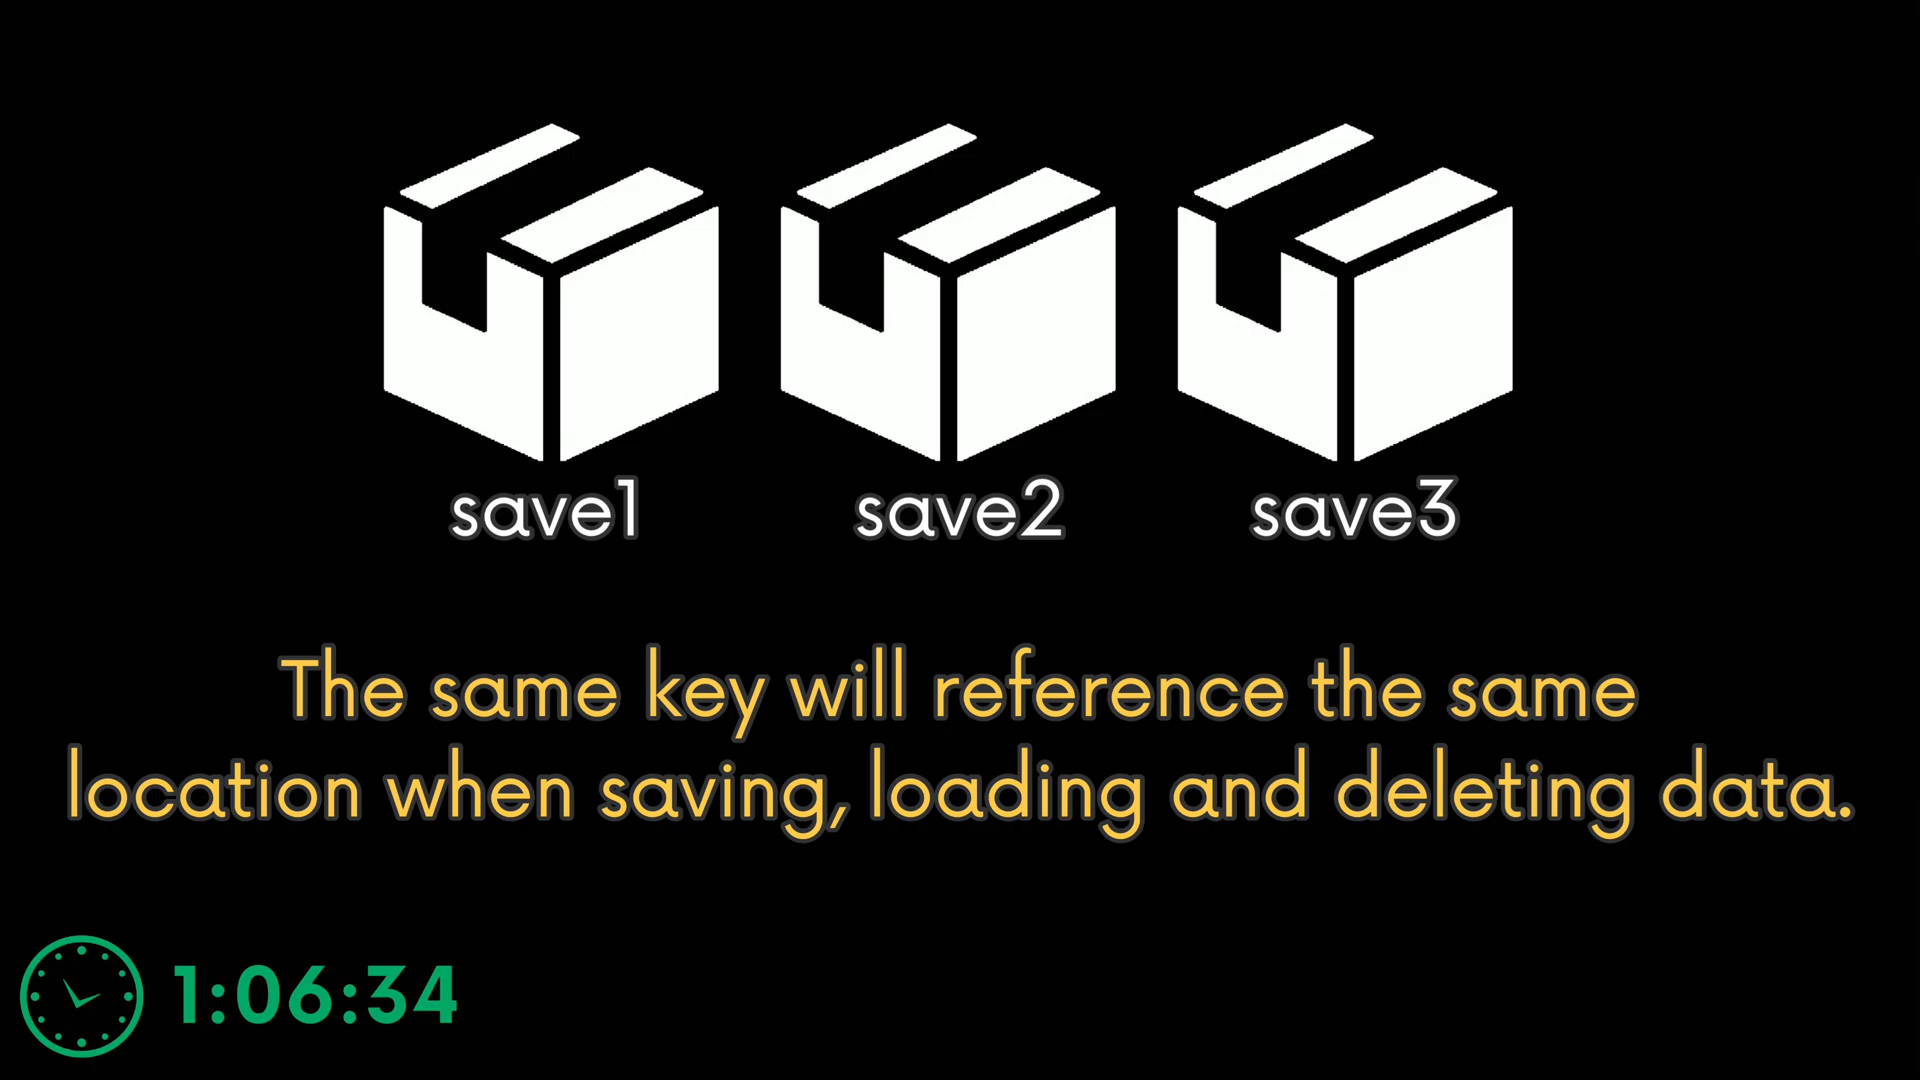 save1 save2 save3
The same key will reference the same
location when saving, loading and deleting data.
1:06:34